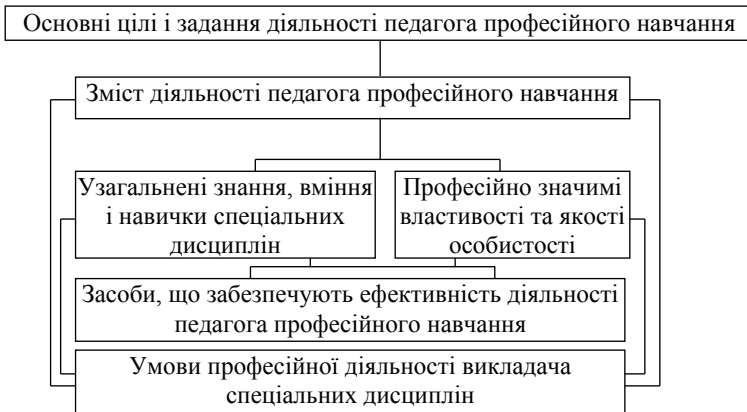 Основні цілі і задання діяльності педагога професійного навчання
Зміст діяльності педагога професійного навчання
Узагальнені знання, вміння
і навички спеціальних
дисциплін
Професійно значимі
властивості та якості
особистості
Засоби, що забезпечують ефективність діяльності
педагога професійного навчання
Умови професійної діяльності викладача
спеціальних дисциплін